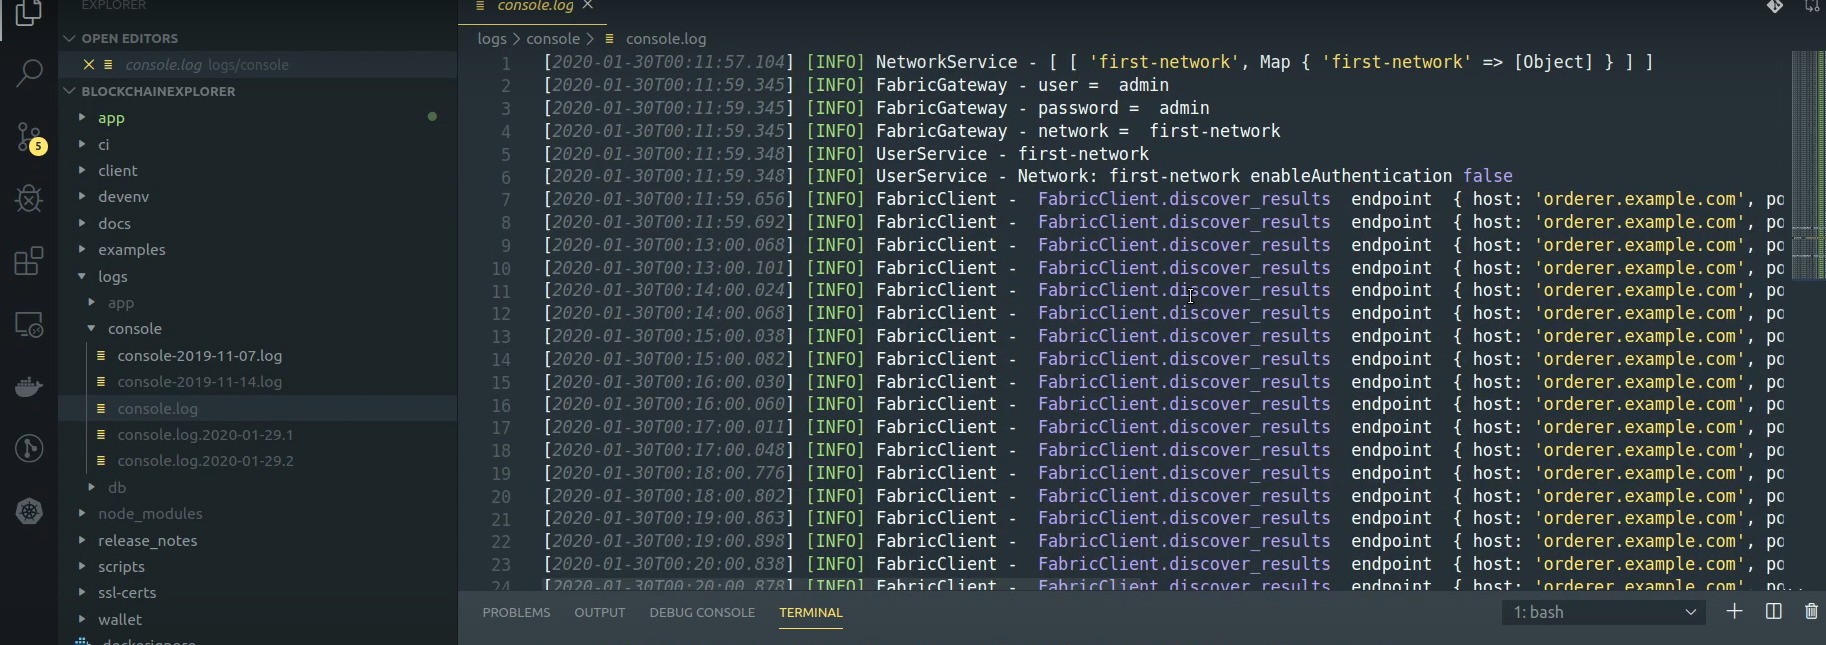 EXPLORER
OPEN EDITORS
console.log logs/console
BLOCKCHAINEXPLORER
app
ci
client
devenv
docs
examples
logs
app
console
console-2019-11-07.log
console-2019-11-14.log
console.log
console.log.2020-01-29.1
console.log.2020-01-29.2
db
node_modules
release_notes
scripts
ssl-certs
wallet
.dockerignore
5
console.log
logs > console > console.log
1 [2020-01-30T00:11:57.104] [INFO] NetworkService - [ [ 'first-network', Map { 'first-network' => [Object] } ] ]
2 [2020-01-30T00:11:59.345] [INFO] FabricGateway - user =  admin
3 [2020-01-30T00:11:59.345] [INFO] FabricGateway - password =  admin
4 [2020-01-30T00:11:59.345] [INFO] FabricGateway - network =  first-network
5 [2020-01-30T00:11:59.348] [INFO] UserService - first-network
6 [2020-01-30T00:11:59.348] [INFO] UserService - Network: first-network enableAuthentication false
7 [2020-01-30T00:11:59.656] [INFO] FabricClient -  FabricClient.discover_results  endpoint  { host: 'orderer.example.com', po
8 [2020-01-30T00:11:59.692] [INFO] FabricClient -  FabricClient.discover_results  endpoint  { host: 'orderer.example.com', po
9 [2020-01-30T00:13:00.068] [INFO] FabricClient -  FabricClient.discover_results  endpoint  { host: 'orderer.example.com', po
10 [2020-01-30T00:13:00.101] [INFO] FabricClient -  FabricClient.discover_results  endpoint  { host: 'orderer.example.com', po
11 [2020-01-30T00:14:00.024] [INFO] FabricClient -  FabricClient.discover_results  endpoint  { host: 'orderer.example.com', po
12 [2020-01-30T00:14:00.068] [INFO] FabricClient -  FabricClient.discover_results  endpoint  { host: 'orderer.example.com', po
13 [2020-01-30T00:15:00.038] [INFO] FabricClient -  FabricClient.discover_results  endpoint  { host: 'orderer.example.com', po
14 [2020-01-30T00:15:00.082] [INFO] FabricClient -  FabricClient.discover_results  endpoint  { host: 'orderer.example.com', po
15 [2020-01-30T00:16:00.030] [INFO] FabricClient -  FabricClient.discover_results  endpoint  { host: 'orderer.example.com', po
16 [2020-01-30T00:16:00.060] [INFO] FabricClient -  FabricClient.discover_results  endpoint  { host: 'orderer.example.com', po
17 [2020-01-30T00:17:00.011] [INFO] FabricClient -  FabricClient.discover_results  endpoint  { host: 'orderer.example.com', po
18 [2020-01-30T00:17:00.048] [INFO] FabricClient -  FabricClient.discover_results  endpoint  { host: 'orderer.example.com', po
19 [2020-01-30T00:18:00.776] [INFO] FabricClient -  FabricClient.discover_results  endpoint  { host: 'orderer.example.com', po
20 [2020-01-30T00:18:00.802] [INFO] FabricClient -  FabricClient.discover_results  endpoint  { host: 'orderer.example.com', po
21 [2020-01-30T00:19:00.863] [INFO] FabricClient -  FabricClient.discover_results  endpoint  { host: 'orderer.example.com', po
22 [2020-01-30T00:19:00.898] [INFO] FabricClient -  FabricClient.discover_results  endpoint  { host: 'orderer.example.com', po
23 [2020-01-30T00:20:00.838] [INFO] FabricClient -  FabricClient.discover_results  endpoint  { host: 'orderer.example.com', po
24 [2020-01-30T00:20:00.878] [INFO] FabricClient -  FabricClient.discover_results  endpoint  { host: 'orderer.example.com', po
PROBLEMS OUTPUT DEBUG CONSOLE TERMINAL 1: bash